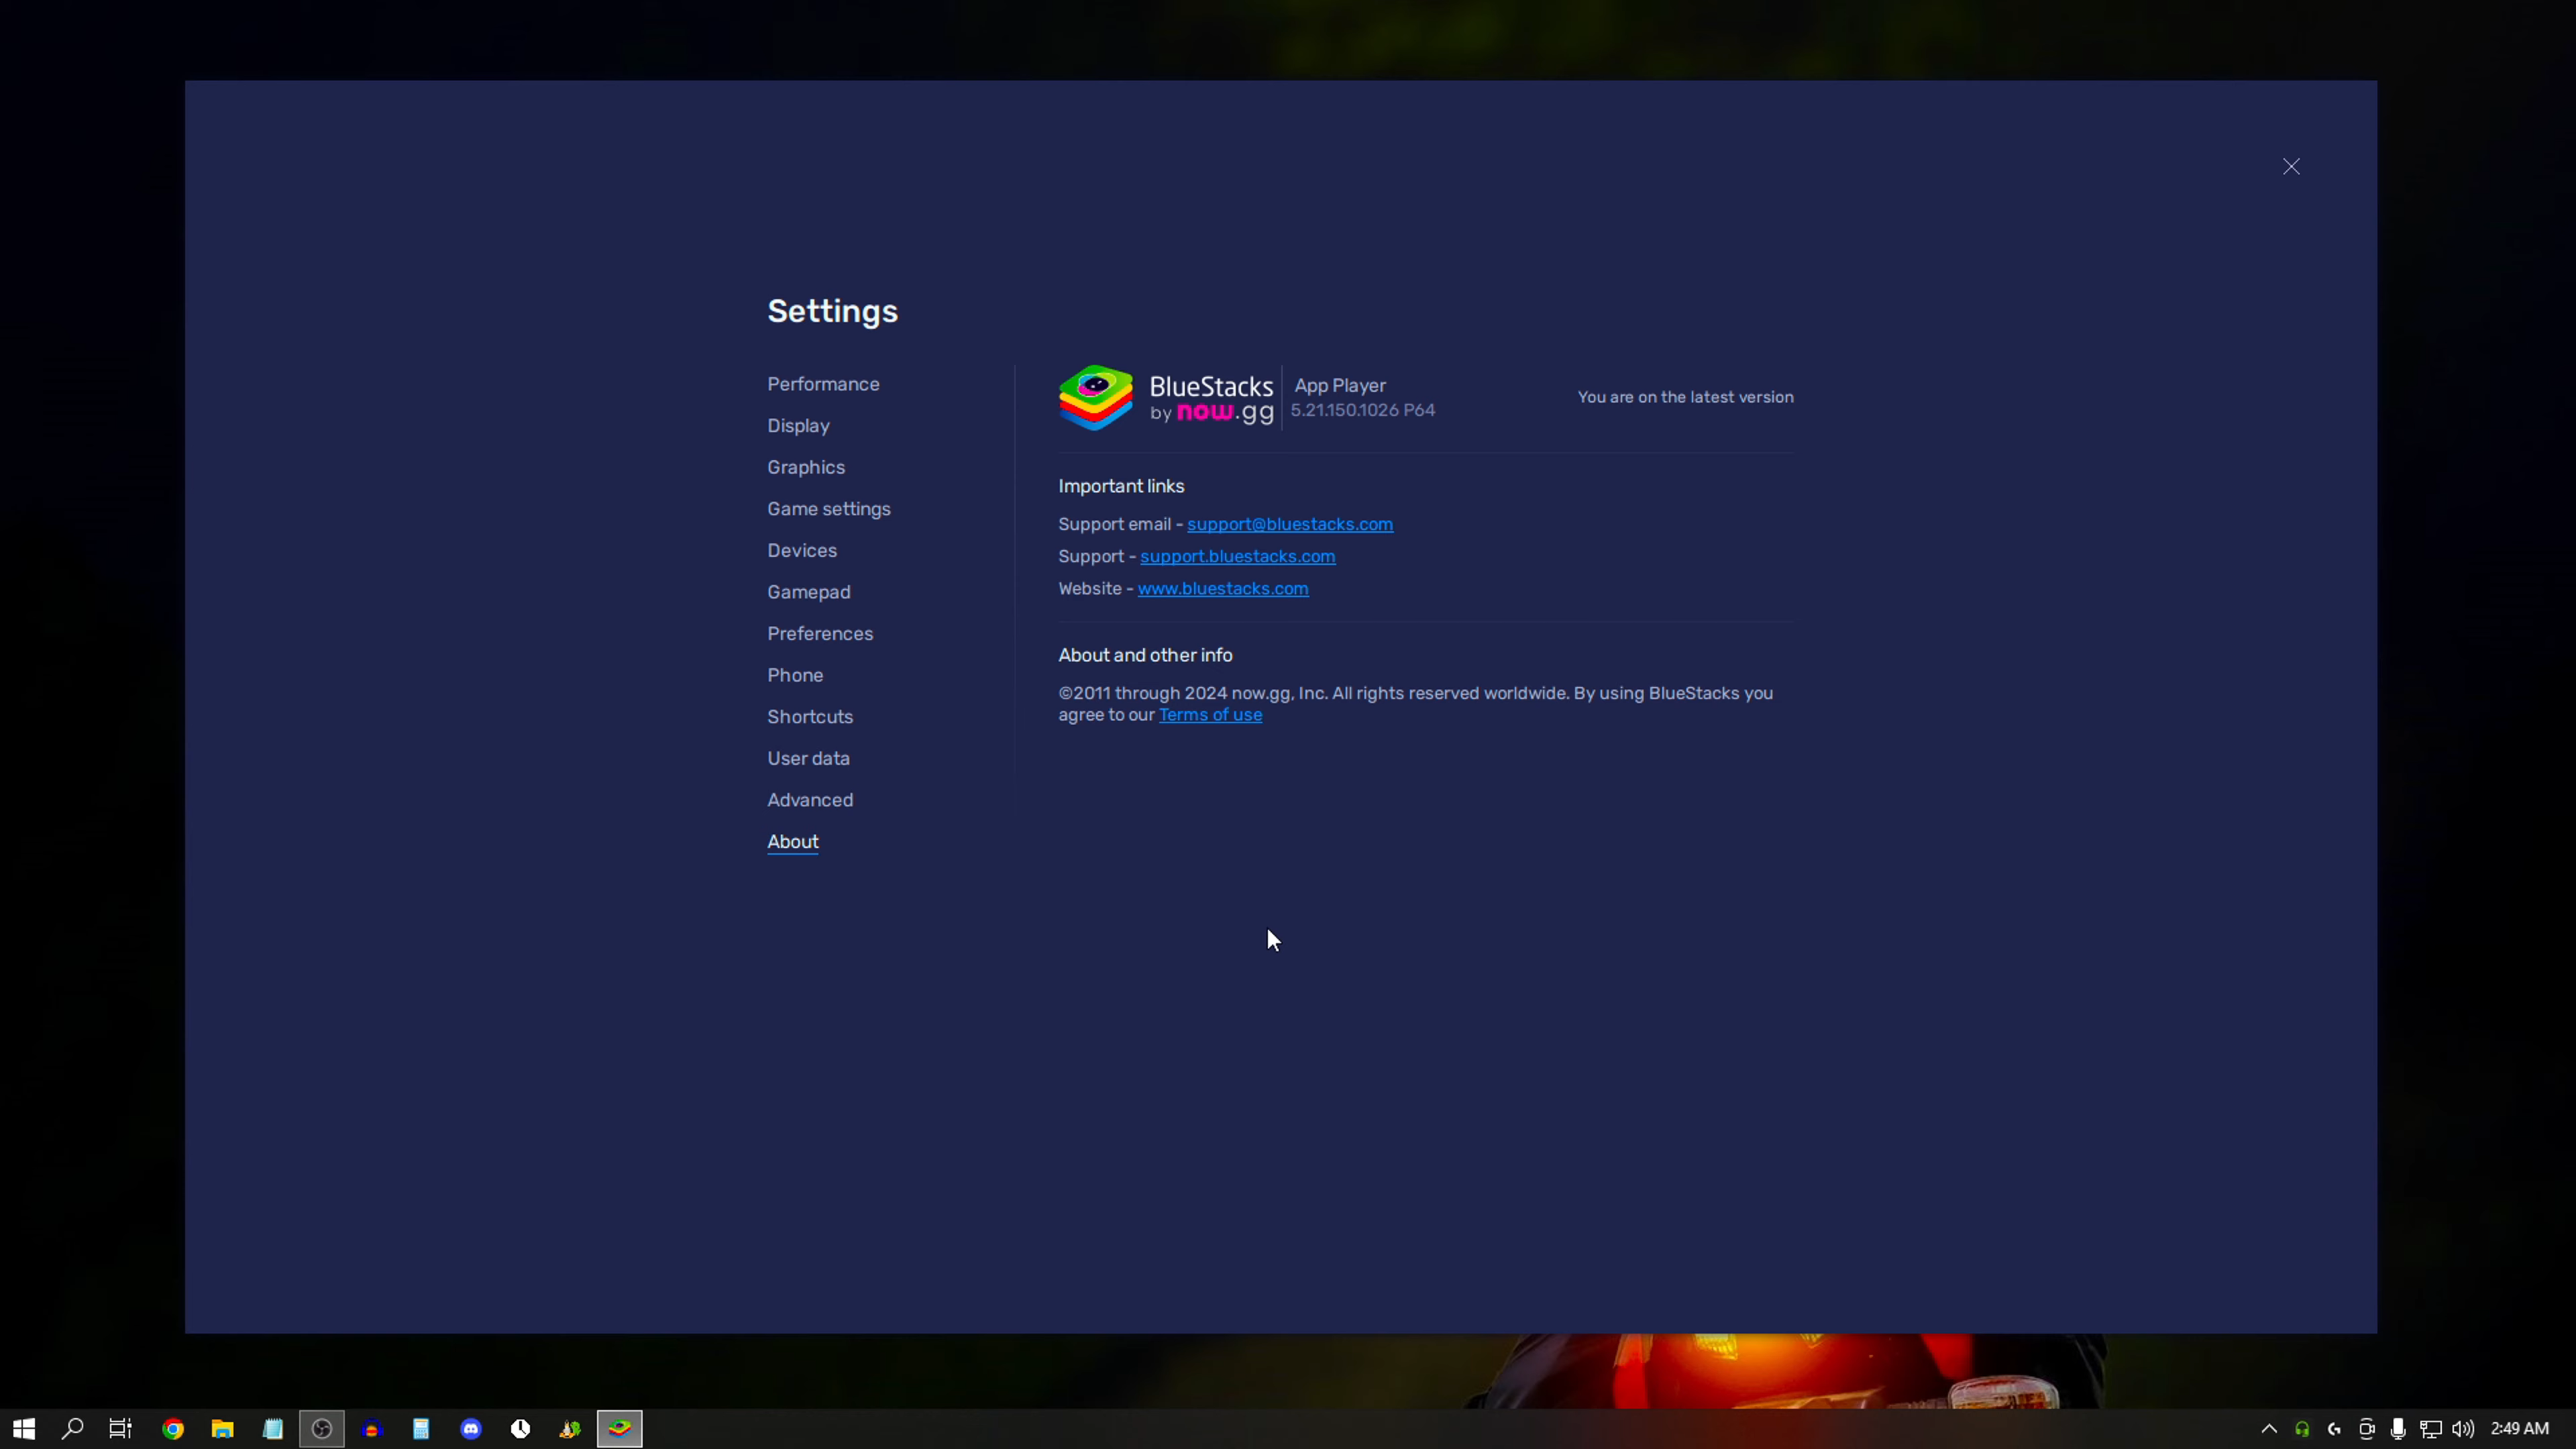 Settings
Performance
Display
Graphics
Game settings
Devices
Gamepad
Preferences
Phone
Shortcuts
User data
Advanced
About
BlueStacks
by now.gg
App Player
5.21.150.1026 P64
You are on the latest version
Important links
Support email - support@bluestacks.com
Support - support.bluestacks.com
Website - www.bluestacks.com
About and other info
©2011 through 2024 now.gg, Inc. All rights reserved worldwide. By using BlueStacks you
agree to our Terms of use
2:49 AM